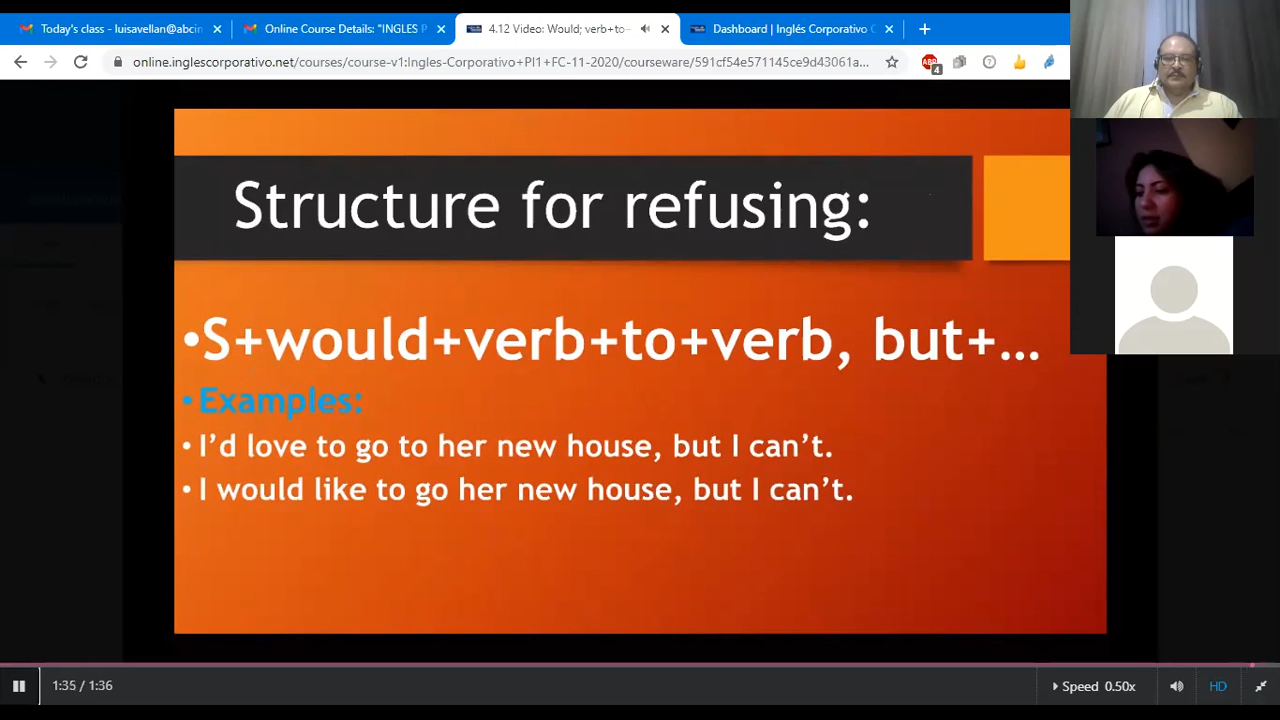 Today's class - luisavellan@abcin
Online Course Details: "INGLES P
4.12 Video: Would; verb+to
Dashboard | Inglés Corporativo C
online.inglescorporativo.net/courses/course-v1:Ingles-Corporativo+PI1+FC-11-2020/courseware/591cf54e571145ce9d43061a...
ABP
4
Structure for refusing:
•S+would+verb+to+verb, but+...
• Examples:
• I'd love to go to her new house, but I can't.
• I would like to go her new house, but I can't.
1:35 / 1:36
Speed 0.50x
HD